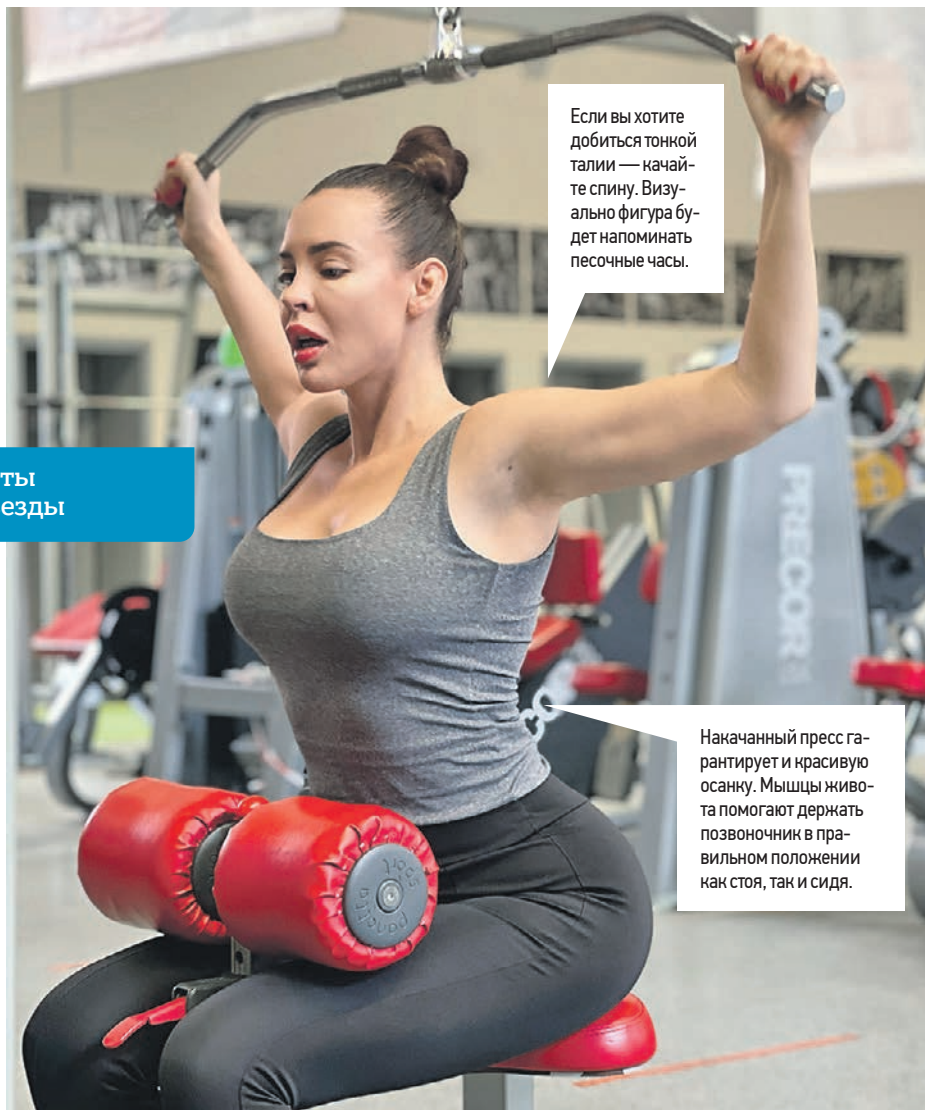 Если вы хотите
добиться тонкой
талии — качай-
те спину. Визу-
ально фигура бу-
дет напоминать
песочные часы.
ты
езды
PRECOR
Накачанный пресс га-
рантирует и красивую
осанку. Мышцы живо-
та помогают держать
позвоночник в пра-
вильном положении
как стоя, так и сидя.